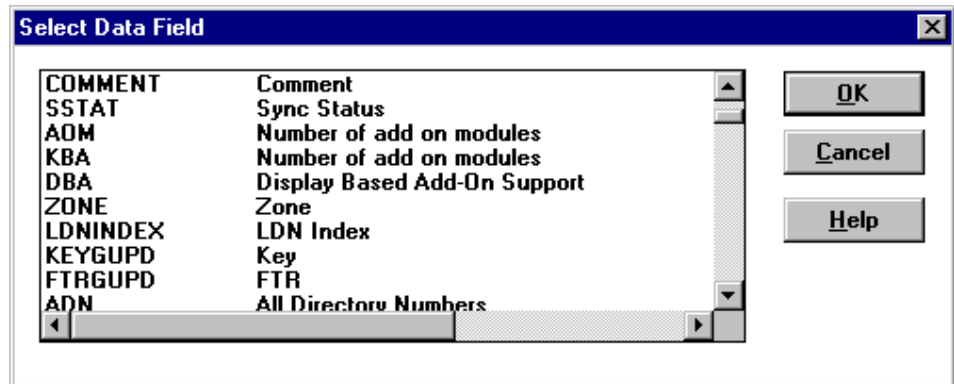 Select Data Field
COMMENT Comment
SSTAT Sync Status
AOM Number of add on modules
KBA Number of add on modules
DBA Display Based Add-On Support
ZONE Zone
LDNINDEX LDN Index
KEYGUPD Key
FTRGUPD FTR
ADN All Directory Numbers
OK
Cancel
Help